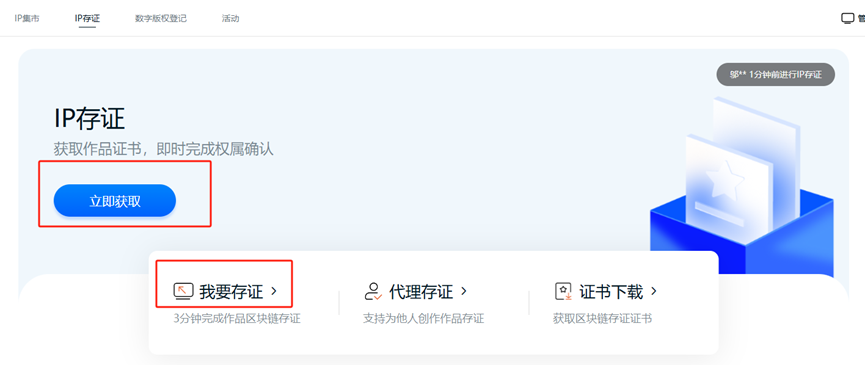 IP集市 IP存证 数字版权登记 活动
邬** 1分钟前进行IP存证
IP存证
获取作品证书，即时完成权属确认
立即获取
我要存证
3分钟完成作品区块链存证
代理存证
支持为他人创作作品存证
证书下载
获取区块链存证证书